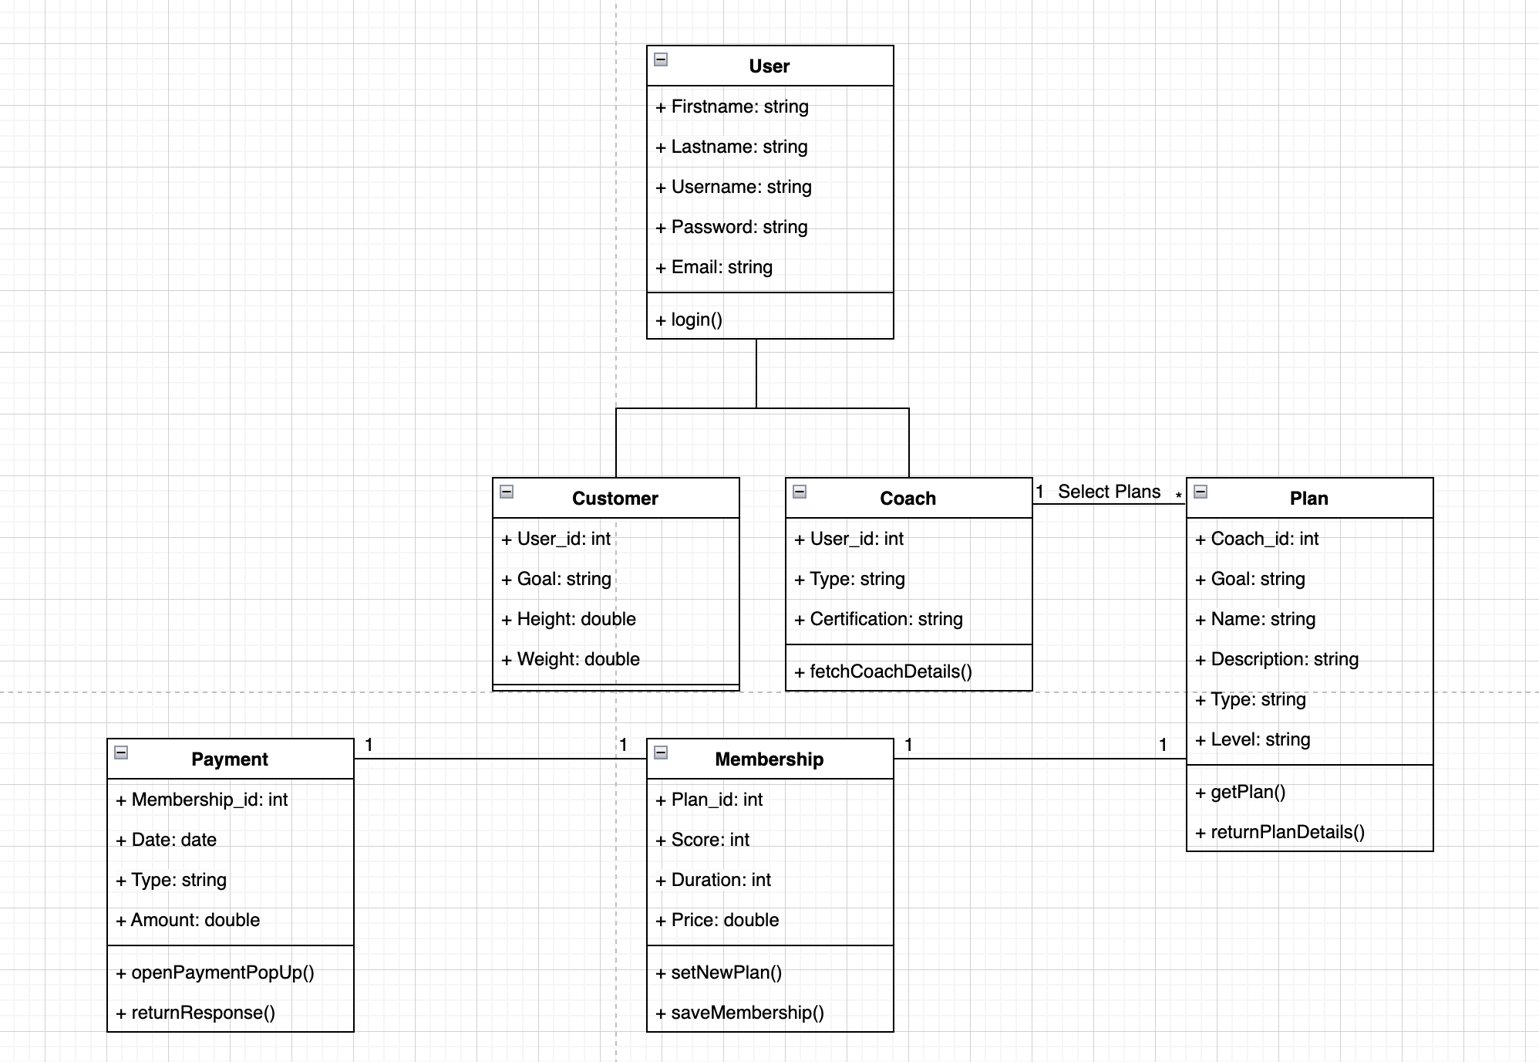 User
+ Firstname: string
+ Lastname: string
+ Username: string
+ Password: string
+ Email: string
+ login()
Customer
+ User_id: int
+ Goal: string
+ Height: double
+ Weight: double
Coach
+ User_id: int
+ Type: string
+ Certification: string
+ fetchCoachDetails()
1 Select Plans *
Plan
+ Coach_id: int
+ Goal: string
+ Name: string
+ Description: string
+ Type: string
+ Level: string
+ getPlan()
+ returnPlanDetails()
Payment
+ Membership_id: int
+ Date: date
+ Type: string
+ Amount: double
+ openPaymentPopUp()
+ returnResponse()
1
1
Membership
+ Plan_id: int
+ Score: int
+ Duration: int
+ Price: double
+ setNewPlan()
+ saveMembership()
1
1